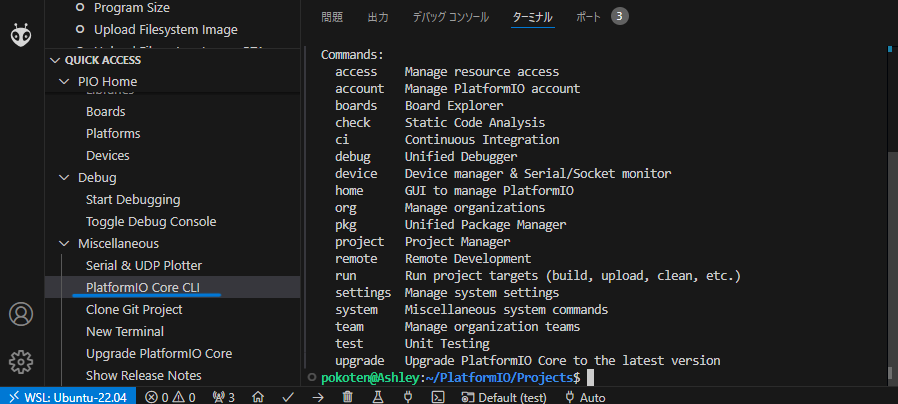 Program Size
Upload Filesystem Image
QUICK ACCESS
PIO Home
Libraries
Boards
Platforms
Devices
Debug
Start Debugging
Toggle Debug Console
Miscellaneous
Serial & UDP Plotter
PlatformIO Core CLI
Clone Git Project
New Terminal
Upgrade PlatformIO Core
Show Release Notes
問題 出力 デバッグ コンソール ターミナル ポート 3
Commands:
access Manage resource access
account Manage PlatformIO account
boards Board Explorer
check Static Code Analysis
ci Continuous Integration
debug Unified Debugger
device Device manager & Serial/Socket monitor
home GUI to manage PlatformIO
org Manage organizations
pkg Unified Package Manager
project Project Manager
remote Remote Development
run Run project targets (build, upload, clean, etc.)
settings Manage system settings
system Miscellaneous system commands
team Manage organization teams
test Unit Testing
upgrade Upgrade PlatformIO Core to the latest version
pokoten@Ashley:~/PlatformIO/Projects$
WSL: Ubuntu-22.04 0 0 3 Default (test) Auto